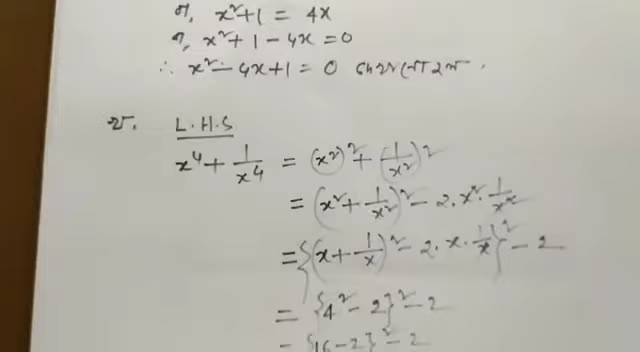 বা, x² + 1 = 4x
বা, x² + 1 - 4x = 0
∴ x² - 4x + 1 = 0
L.H.S
x⁴ + 1/x⁴ = (x²)² + (1/x²)²
= (x² + 1/x²)² - 2.x².1/x²
= {(x + 1/x)² - 2.x.1/x}² - 2
= {4² - 2}² - 2
= {16 - 2}² - 2